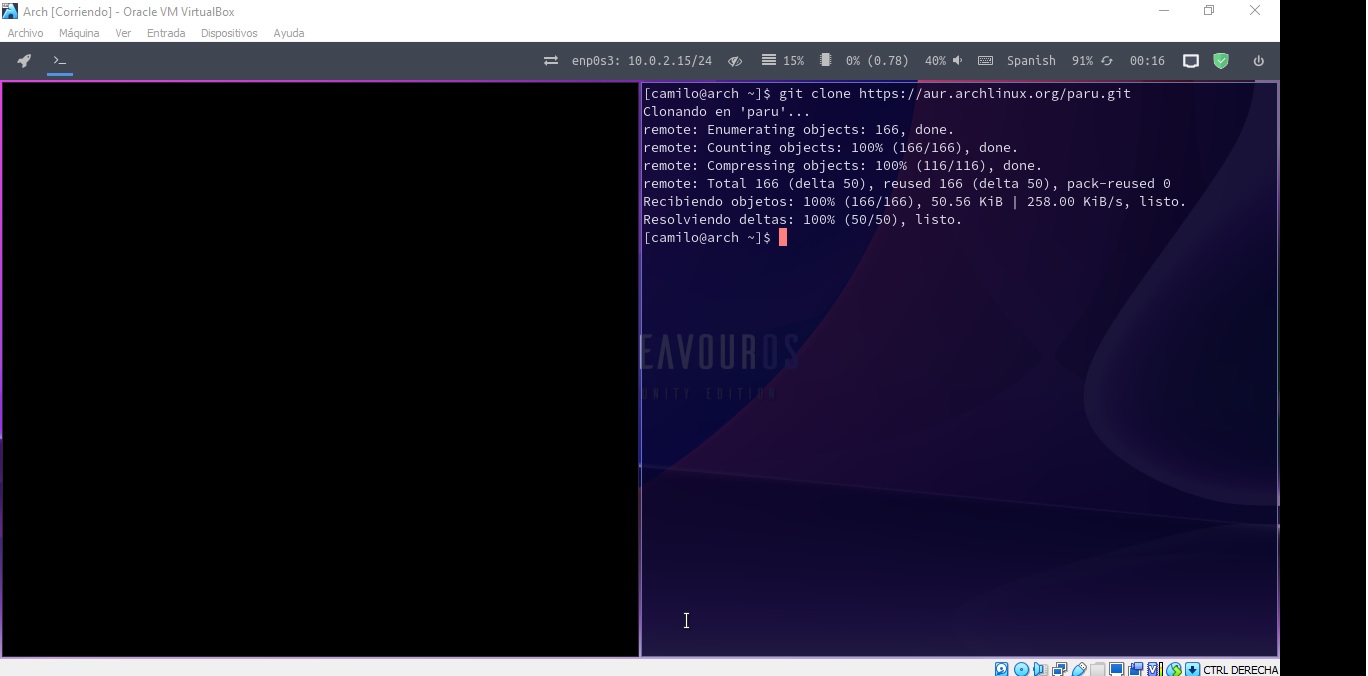 Arch [Corriendo] - Oracle VM VirtualBox
Archivo Máquina Ver Entrada Dispositivos Ayuda
>_ enp0s3: 10.0.2.15/24 15% 0% (0.78) 40% Spanish 91% 00:16
[camilo@arch ~]$ git clone https://aur.archlinux.org/paru.git
Clonando en 'paru'...
remote: Enumerating objects: 166, done.
remote: Counting objects: 100% (166/166), done.
remote: Compressing objects: 100% (116/116), done.
remote: Total 166 (delta 50), reused 166 (delta 50), pack-reused 0
Recibiendo objetos: 100% (166/166), 50.56 KiB | 258.00 KiB/s, listo.
Resolviendo deltas: 100% (50/50), listo.
[camilo@arch ~]$
EAVOUROS
UNITY EDITION
CTRL DERECHA